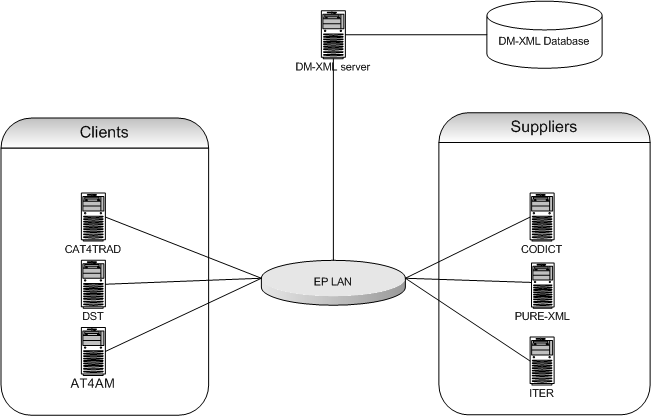 DM-XML Database
DM-XML server
Clients
Suppliers
CAT4TRAD
DST
AT4AM
EP LAN
CODICT
PURE-XML
ITER